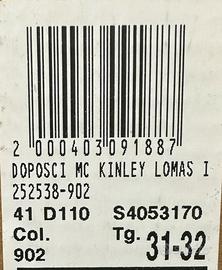 2 000403 091887
DOPOSCI MC KINLEY LOMAS I
252538-902
41 D110 S4053170
Col. Tg. 31-32
902